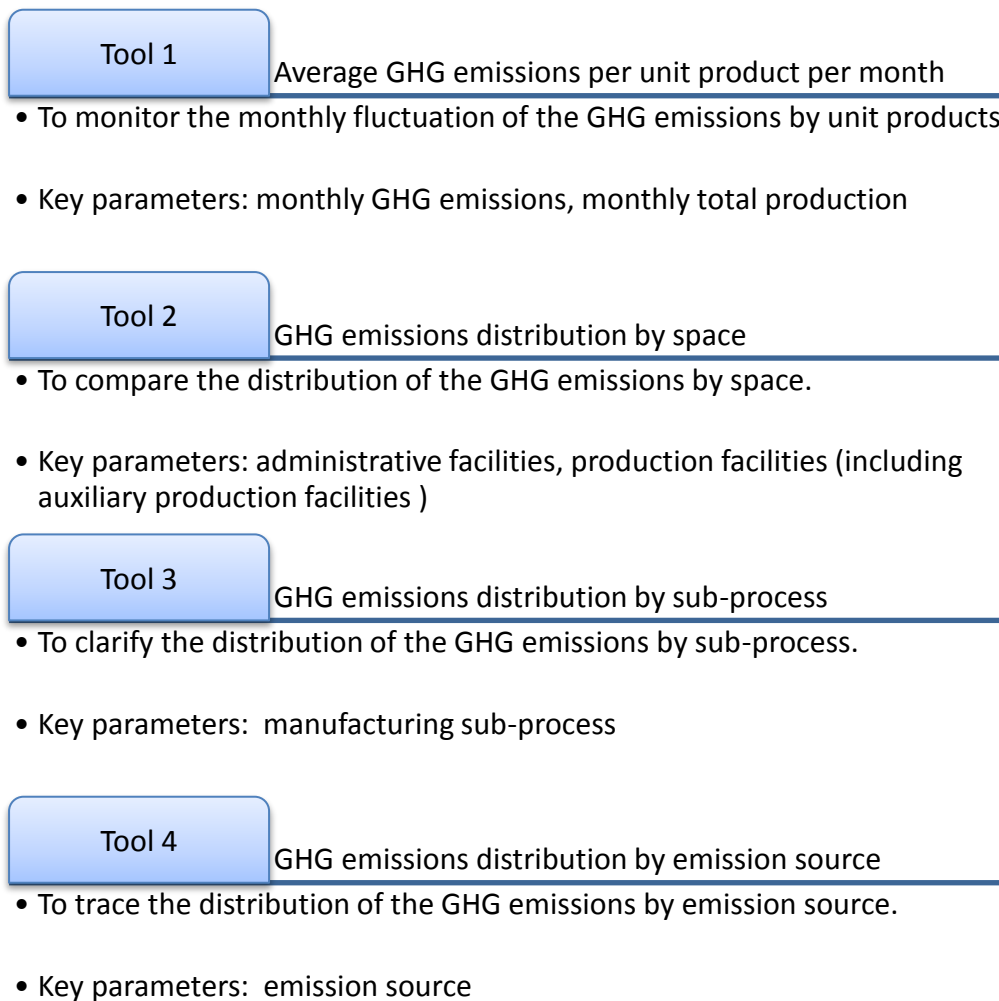 Tool 1
Average GHG emissions per unit product per month
• To monitor the monthly fluctuation of the GHG emissions by unit products
• Key parameters: monthly GHG emissions, monthly total production
Tool 2
GHG emissions distribution by space
• To compare the distribution of the GHG emissions by space.
• Key parameters: administrative facilities, production facilities (including
auxiliary production facilities )
Tool 3
GHG emissions distribution by sub-process
• To clarify the distribution of the GHG emissions by sub-process.
• Key parameters:  manufacturing sub-process
Tool 4
GHG emissions distribution by emission source
• To trace the distribution of the GHG emissions by emission source.
• Key parameters:  emission source